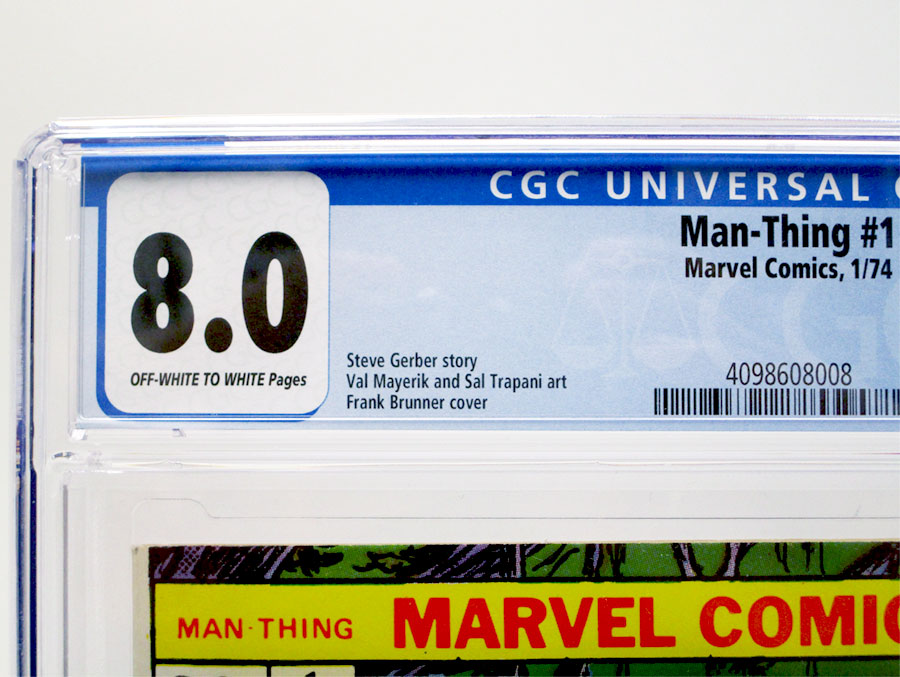 CGC UNIVERSAL
8.0
OFF-WHITE TO WHITE Pages
Man-Thing #1
Marvel Comics, 1/74
Steve Gerber story
Val Mayerik and Sal Trapani art
Frank Brunner cover
4098608008
CGC
MAN-THING MARVEL COMIC